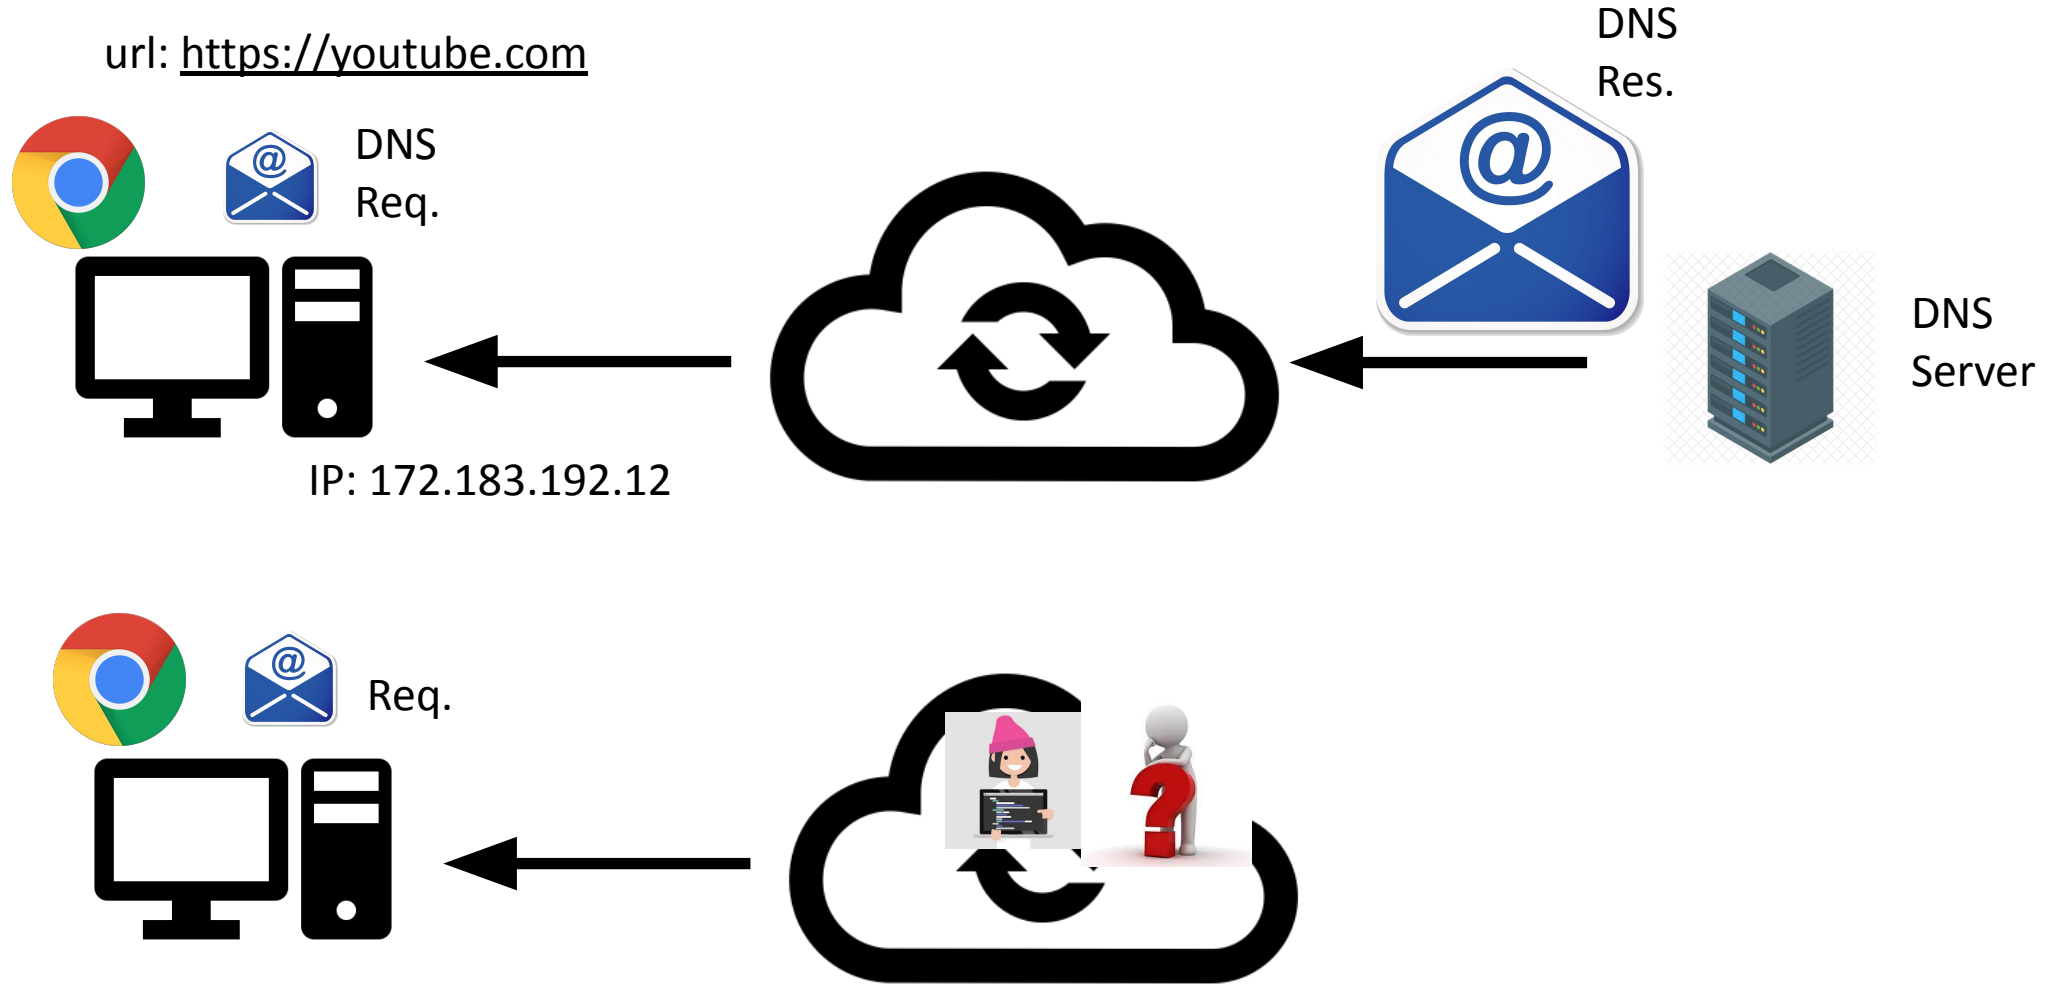 url: https://youtube.com
DNS
Req.
DNS
Res.
DNS
Server
IP: 172.183.192.12
Req.